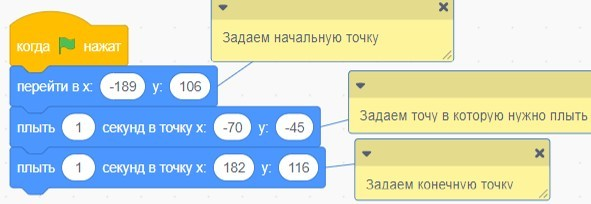 Задаем начальную точку
когда нажат
перейти в x: -189 y: 106
Задаем точу в которую нужно плыть
плыть 1 секунд в точку x: -70 y: -45
плыть 1 секунд в точку x: 182 y: 116
Задаем конечную точку